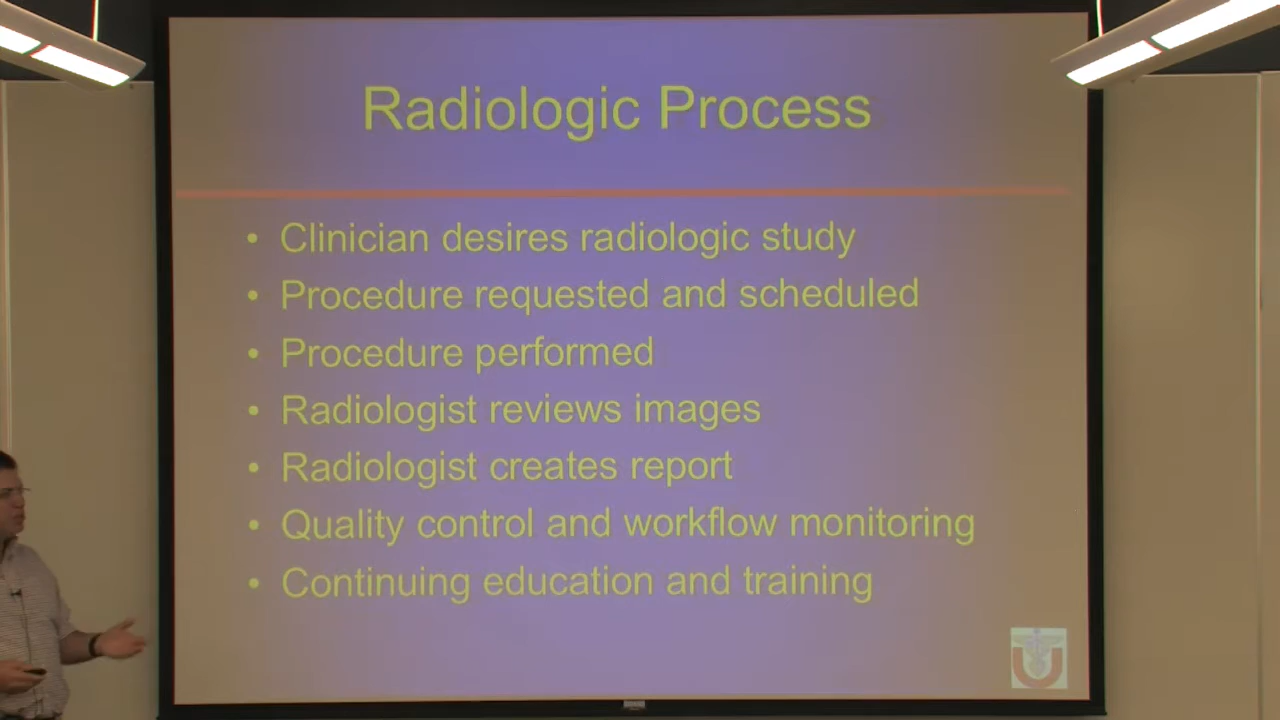 Radiologic Process
• Clinician desires radiologic study
• Procedure requested and scheduled
• Procedure performed
• Radiologist reviews images
• Radiologist creates report
• Quality control and workflow monitoring
• Continuing education and training
U